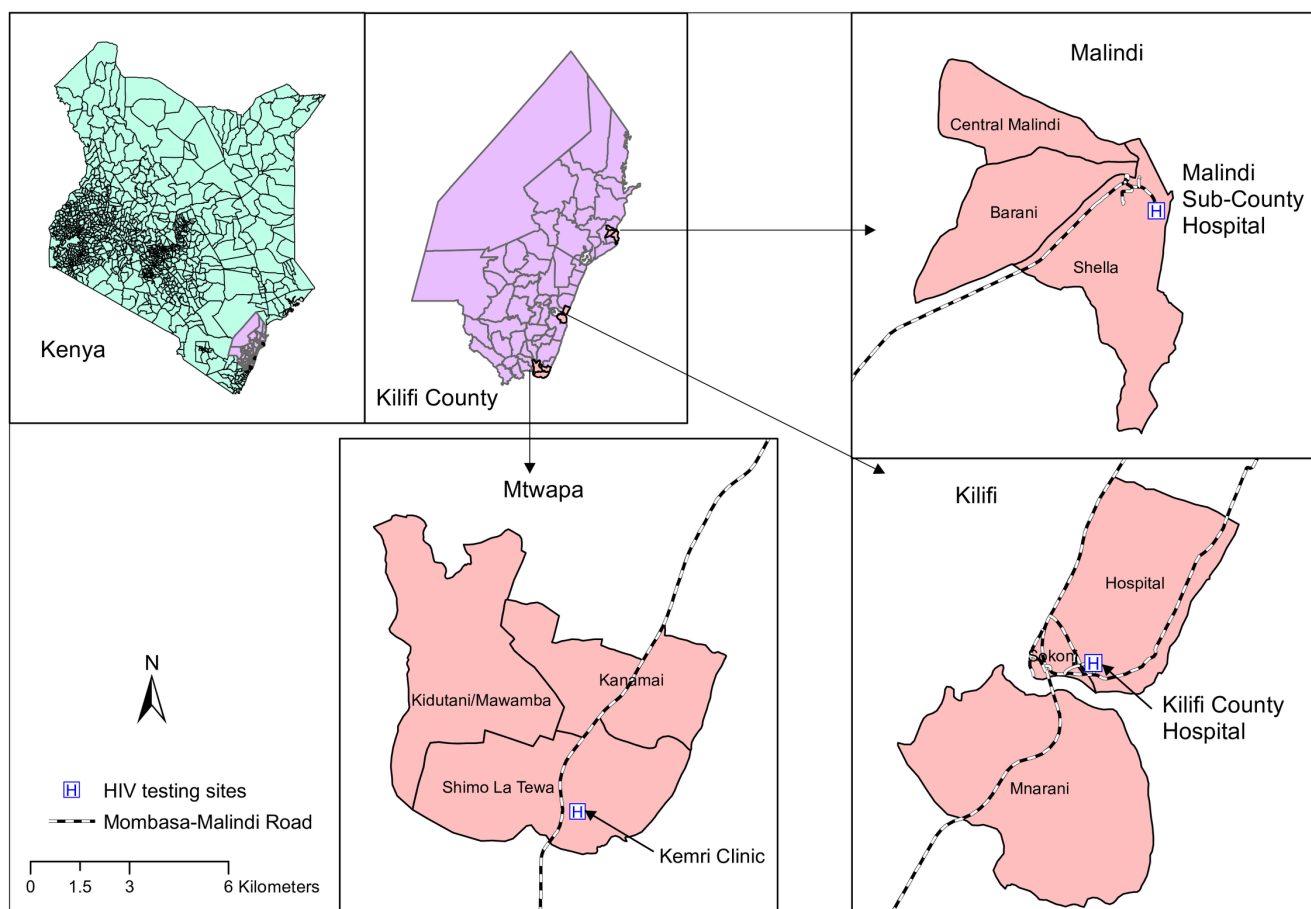 Kenya
Kilifi County
Malindi
Central Malindi
Barani
Shella
Malindi
Sub-County
Hospital
H
Mtwapa
Kidutani/Mawamba
Kanamai
Shimo La Tewa
H
Kemri Clinic
Kilifi
Hospital
Sokoni
H
Kilifi County
Hospital
Mnarani
N
H HIV testing sites
Mombasa-Malindi Road
0 1.5 3 6 Kilometers